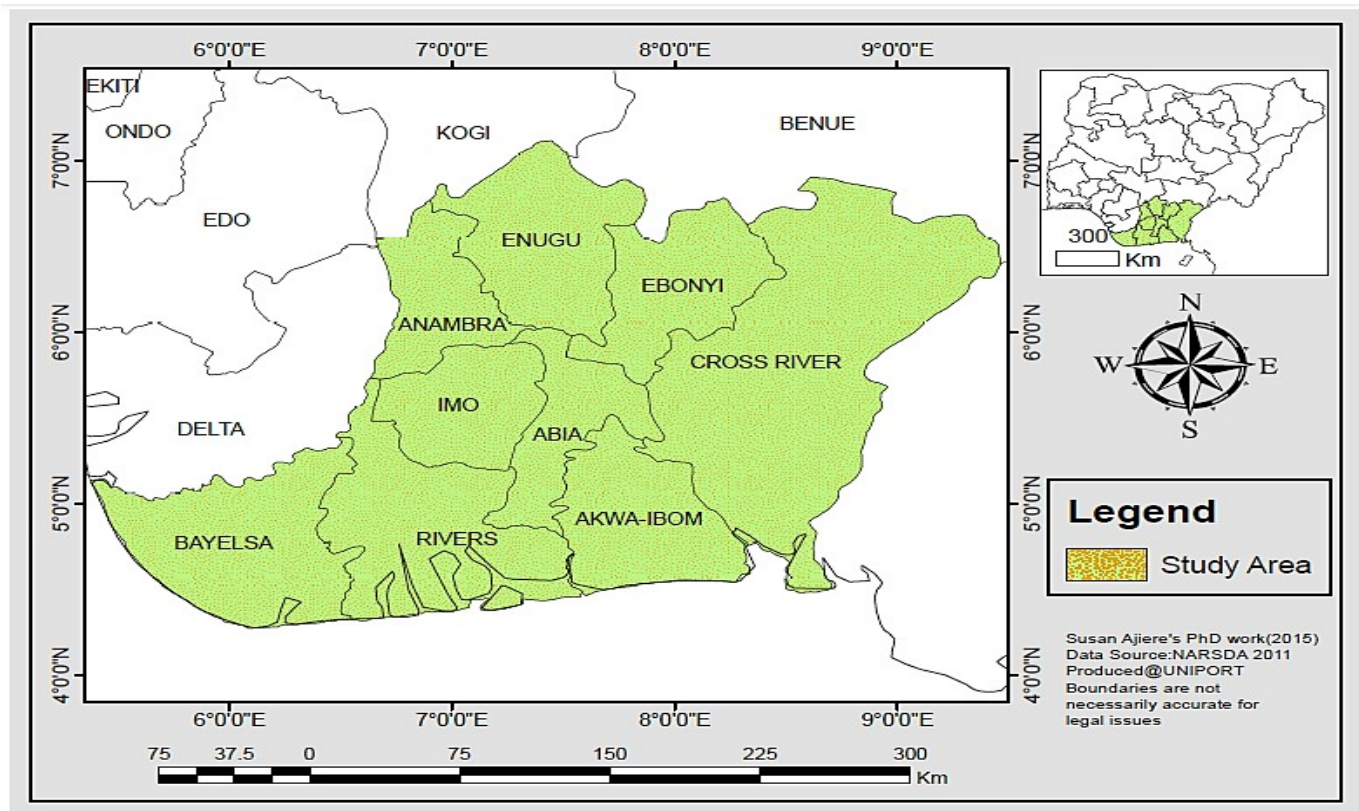 6°0'0"E 7°0'0"E 8°0'0"E 9°0'0"E
EKITI
ONDO
KOGI
BENUE
7°0'0"N
7°0'0"N
EDO
ENUGU
EBONYI
300
Km
ANAMBRA
6°0'0"N
6°0'0"N
CROSS RIVER
N
W E
S
IMO
DELTA
ABIA
5°0'0"N
5°0'0"N
AKWA-IBOM
BAYELSA
RIVERS
Legend
Study Area
4°0'0"N
4°0'0"N
Susan Ajiere's PhD work(2015)
Data Source:NARSDA 2011
Produced@UNIPORT
Boundaries are not
necessarily accurate for
legal issues
6°0'0"E 7°0'0"E 8°0'0"E 9°0'0"E
75 37.5 0 75 150 225 300
Km